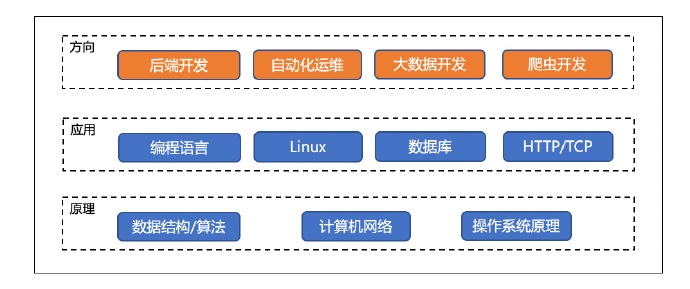 方向
后端开发 自动化运维 大数据开发 爬虫开发
应用
编程语言 Linux 数据库 HTTP/TCP
原理
数据结构/算法 计算机网络 操作系统原理